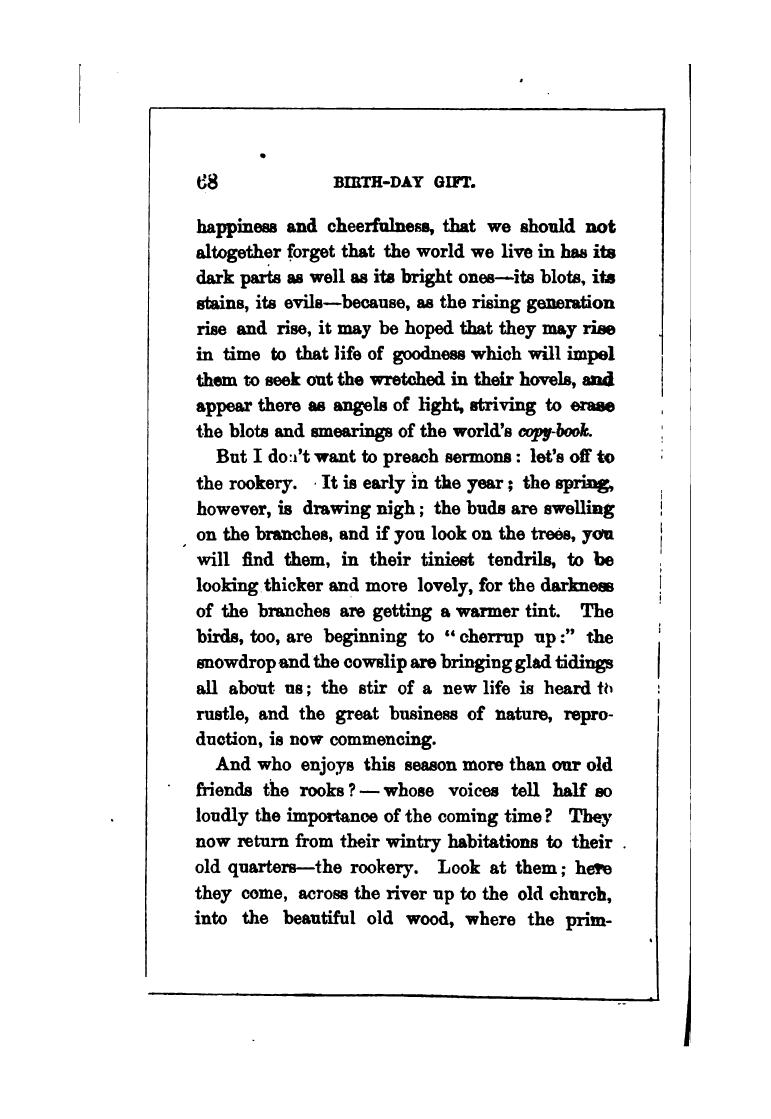 68 BIRTH-DAY GIFT.
happiness and cheerfulness, that we should not
altogether forget that the world we live in has its
dark parts as well as its bright ones—its blots, its
stains, its evils—because, as the rising generation
rise and rise, it may be hoped that they may rise
in time to that life of goodness which will impel
them to seek out the wretched in their hovels, and
appear there as angels of light, striving to erase
the blots and smearings of the world's copy-book.
But I don't want to preach sermons: let's off to
the rookery. It is early in the year; the spring,
however, is drawing nigh; the buds are swelling
on the branches, and if you look on the trees, you
will find them, in their tiniest tendrils, to be
looking thicker and more lovely, for the darkness
of the branches are getting a warmer tint. The
birds, too, are beginning to “cherrup up:” the
snowdrop and the cowslip are bringing glad tidings
all about us; the stir of a new life is heard to
rustle, and the great business of nature, repro-
duction, is now commencing.
And who enjoys this season more than our old
friends the rooks?—whose voices tell half so
loudly the importance of the coming time? They
now return from their wintry habitations to their
old quarters—the rookery. Look at them; here
they come, across the river up to the old church,
into the beautiful old wood, where the prim-